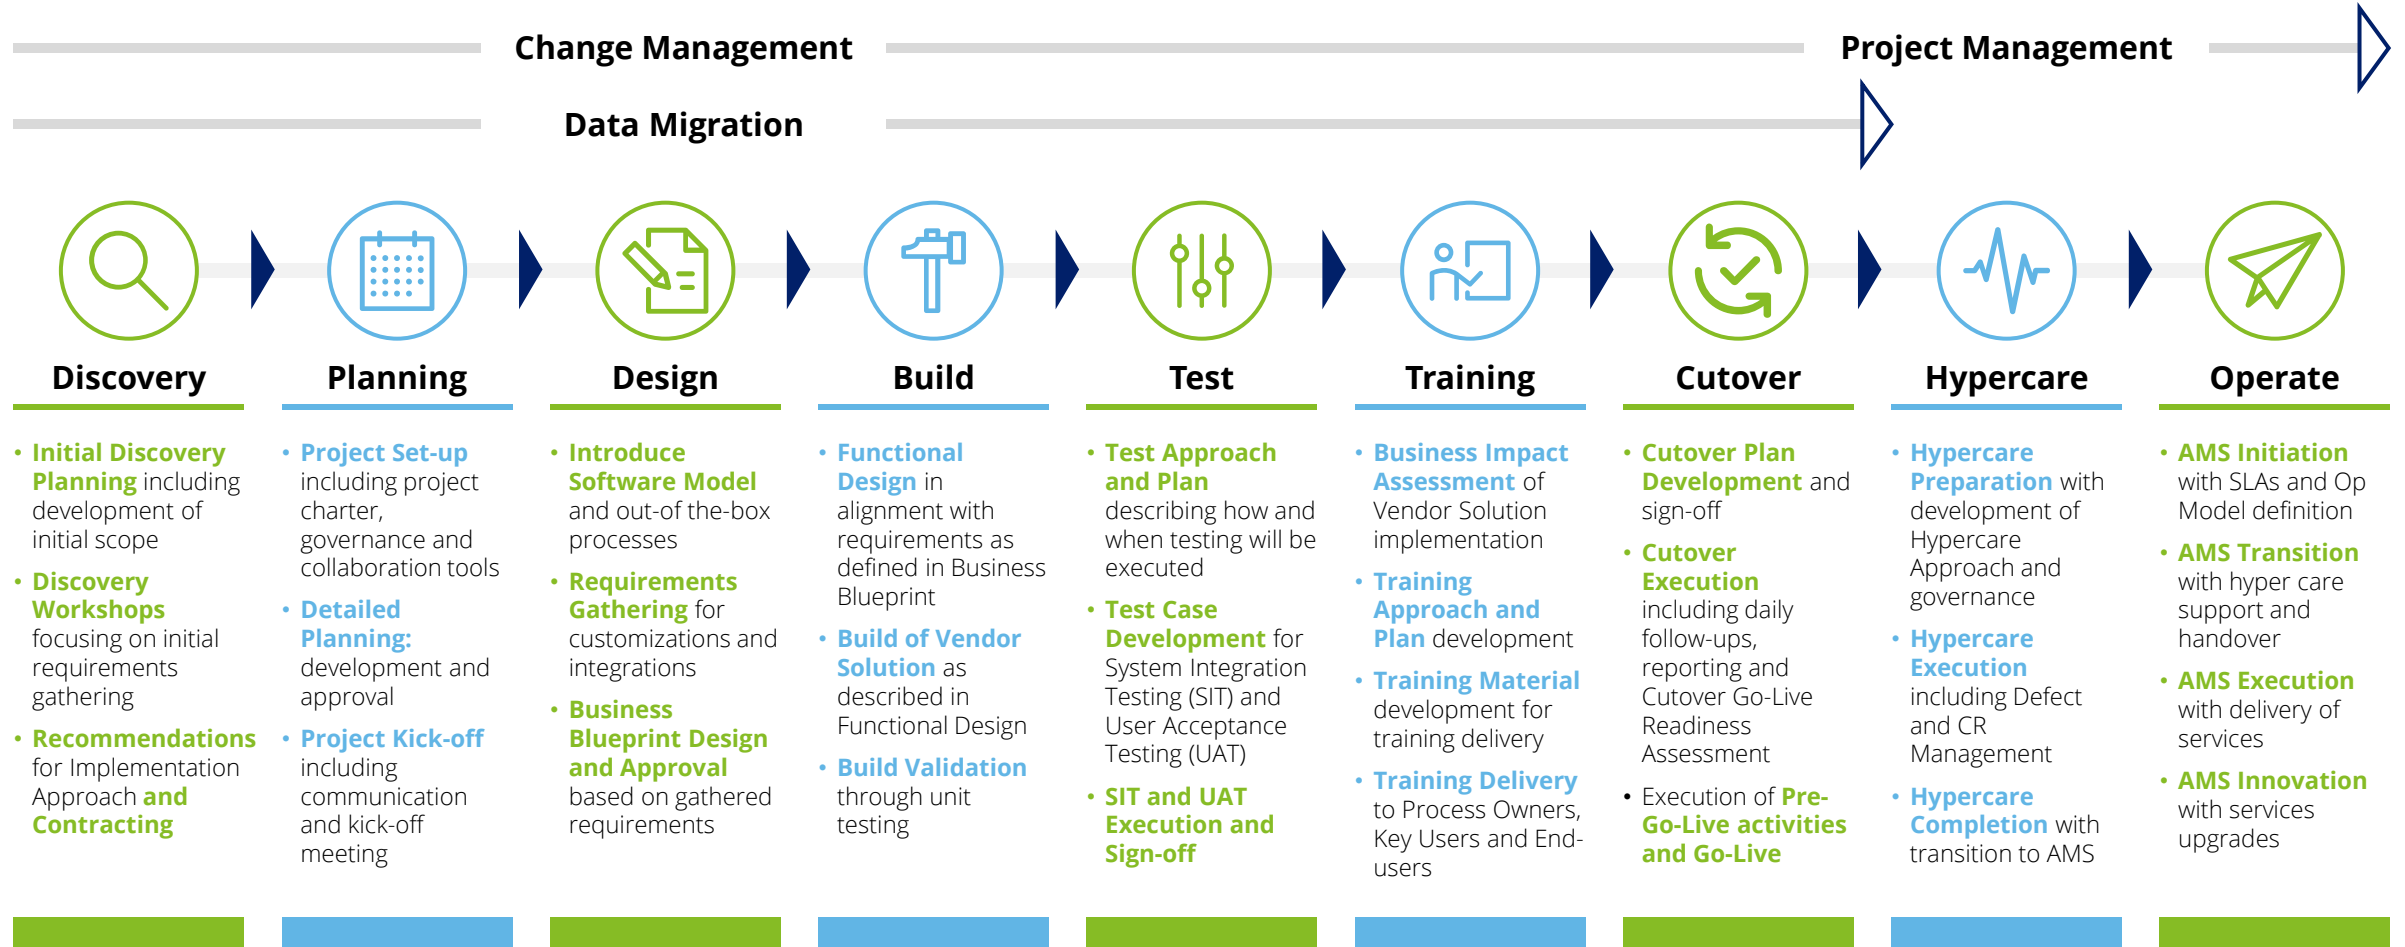 Change Management
Project Management
Data Migration
Discovery
• Initial Discovery
Planning including
development of
initial scope
• Discovery
Workshops
focusing on initial
requirements
gathering
• Recommendations
for Implementation
Approach and
Contracting
Planning
• Project Set-up
including project
charter,
governance and
collaboration tools
• Detailed
Planning:
development and
approval
• Project Kick-off
including
communication
and kick-off
meeting
Design
• Introduce
Software Model
and out-of the-box
processes
• Requirements
Gathering for
customizations and
integrations
• Business
Blueprint Design
and Approval
based on gathered
requirements
Build
• Functional
Design in
alignment with
requirements as
defined in Business
Blueprint
• Build of Vendor
Solution as
described in
Functional Design
• Build Validation
through unit
testing
Test
• Test Approach
and Plan
describing how and
when testing will be
executed
• Test Case
Development for
System Integration
Testing (SIT) and
User Acceptance
Testing (UAT)
• SIT and UAT
Execution and
Sign-off
Training
• Business Impact
Assessment of
Vendor Solution
implementation
• Training
Approach and
Plan development
• Training Material
development for
training delivery
• Training Delivery
to Process Owners,
Key Users and End-
users
Cutover
• Cutover Plan
Development and
sign-off
• Cutover
Execution
including daily
follow-ups,
reporting and
Cutover Go-Live
Readiness
Assessment
• Execution of Pre-
Go-Live activities
and Go-Live
Hypercare
• Hypercare
Preparation with
development of
Hypercare
Approach and
governance
• Hypercare
Execution
including Defect
and CR
Management
• Hypercare
Completion with
transition to AMS
Operate
• AMS Initiation
with SLAs and Op
Model definition
• AMS Transition
with hyper care
support and
handover
• AMS Execution
with delivery of
services
• AMS Innovation
with services
upgrades